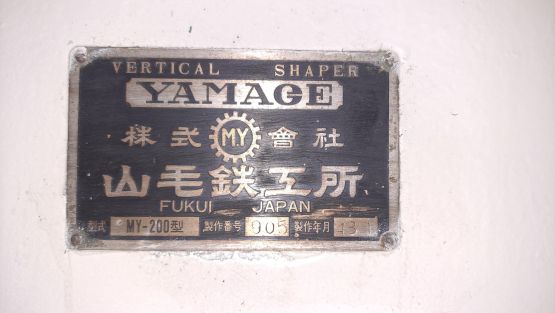 VERTICAL SHAPER
YAMAGE
株式 MY 會社
山毛鉄工所
FUKUI JAPAN
型式 MY-200型 製作番号 905 製作年月